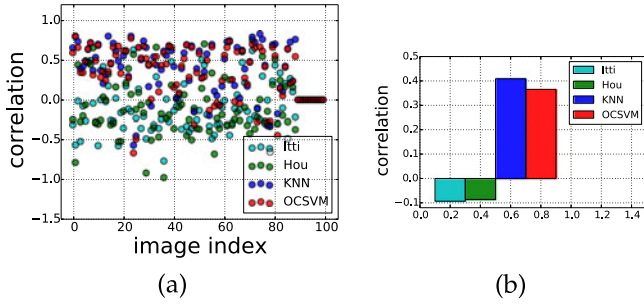 1.0
0.5
0.0
−0.5
−1.0
−1.5
0 20 40 60 80 100
correlation
image index
Itti
Hou
KNN
OCSVM
(a)
0.5
0.4
0.3
0.2
0.1
0.0
−0.1
0.0 0.2 0.4 0.6 0.8 1.0 1.2 1.4
correlation
Itti
Hou
KNN
OCSVM
(b)